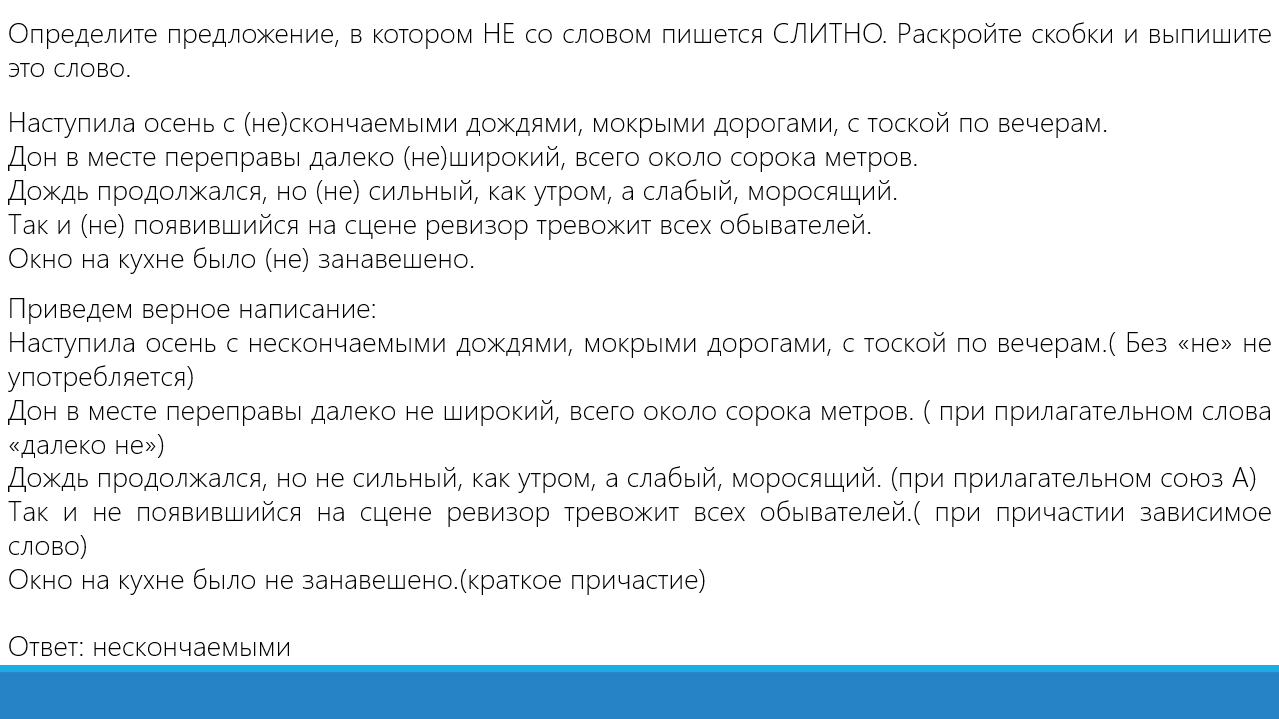 Определите предложение, в котором НЕ со словом пишется СЛИТНО. Раскройте скобки и выпишите
это слово.
Наступила осень с (не)скончаемыми дождями, мокрыми дорогами, с тоской по вечерам.
Дон в месте переправы далеко (не)широкий, всего около сорока метров.
Дождь продолжался, но (не) сильный, как утром, а слабый, моросящий.
Так и (не) появившийся на сцене ревизор тревожит всех обывателей.
Окно на кухне было (не) занавешено.
Приведем верное написание:
Наступила осень с нескончаемыми дождями, мокрыми дорогами, с тоской по вечерам.( Без «не» не
употребляется)
Дон в месте переправы далеко не широкий, всего около сорока метров. ( при прилагательном слова
«далеко не»)
Дождь продолжался, но не сильный, как утром, а слабый, моросящий. (при прилагательном союз А)
Так и не появившийся на сцене ревизор тревожит всех обывателей.( при причастии зависимое
слово)
Окно на кухне было не занавешено.(краткое причастие)
Ответ: нескончаемыми